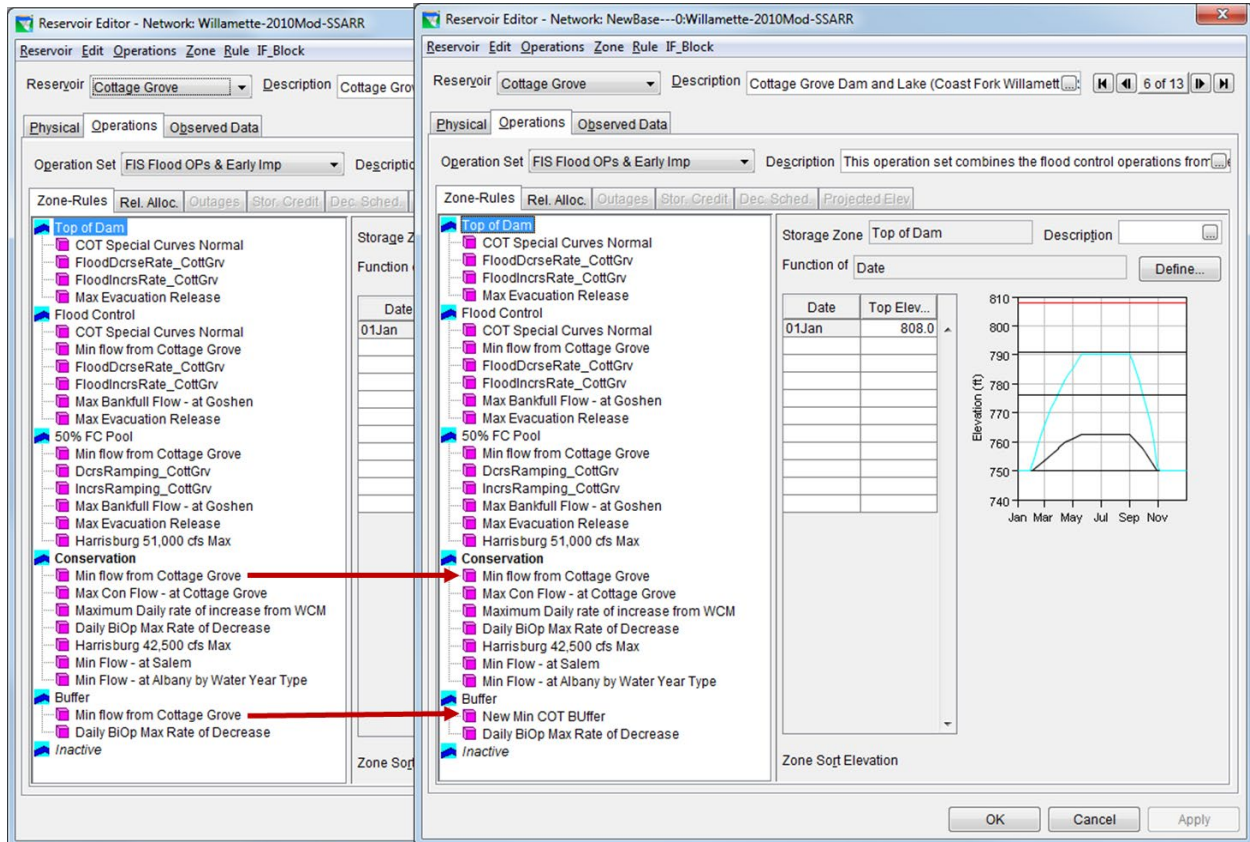 Reservoir Editor - Network: Willamette-2010Mod-SSARR
Reservoir Edit Operations Zone Rule IF_Block
Reservoir Cottage Grove Description Cottage Grov
Physical Operations Observed Data
Operation Set FIS Flood OPs & Early Imp Descriptio
Zone-Rules Rel. Alloc. Outages Stor. Credit Dec. Sched.
Top of Dam
COT Special Curves Normal
FloodDcrseRate_CottGrv
FloodIncrsRate_CottGrv
Max Evacuation Release
Flood Control
COT Special Curves Normal
Min flow from Cottage Grove
FloodDcrseRate_CottGrv
FloodIncrsRate_CottGrv
Max Bankfull Flow - at Goshen
Max Evacuation Release
50% FC Pool
Min flow from Cottage Grove
DcrsRamping_CottGrv
IncrsRamping_CottGrv
Max Bankfull Flow - at Goshen
Max Evacuation Release
Harrisburg 51,000 cfs Max
Conservation
Min flow from Cottage Grove
Max Con Flow - at Cottage Grove
Maximum Daily rate of increase from WCM
Daily BiOp Max Rate of Decrease
Harrisburg 42,500 cfs Max
Min Flow - at Salem
Min Flow - at Albany by Water Year Type
Buffer
Min flow from Cottage Grove
Daily BiOp Max Rate of Decrease
Inactive
Storage Z
Function
Date
01Jan
Zone Sort
Reservoir Editor - Network: NewBase---0:Willamette-2010Mod-SSARR
Reservoir Edit Operations Zone Rule IF_Block
Reservoir Cottage Grove Description Cottage Grove Dam and Lake (Coast Fork Willamett ... 6 of 13
Physical Operations Observed Data
Operation Set FIS Flood OPs & Early Imp Description This operation set combines the flood control operations from ...
Zone-Rules Rel. Alloc. Outages Stor. Credit Dec. Sched. Projected Elev
Top of Dam
COT Special Curves Normal
FloodDcrseRate_CottGrv
FloodIncrsRate_CottGrv
Max Evacuation Release
Flood Control
COT Special Curves Normal
Min flow from Cottage Grove
FloodDcrseRate_CottGrv
FloodIncrsRate_CottGrv
Max Bankfull Flow - at Goshen
Max Evacuation Release
50% FC Pool
Min flow from Cottage Grove
DcrsRamping_CottGrv
IncrsRamping_CottGrv
Max Bankfull Flow - at Goshen
Max Evacuation Release
Harrisburg 51,000 cfs Max
Conservation
Min flow from Cottage Grove
Max Con Flow - at Cottage Grove
Maximum Daily rate of increase from WCM
Daily BiOp Max Rate of Decrease
Harrisburg 42,500 cfs Max
Min Flow - at Salem
Min Flow - at Albany by Water Year Type
Buffer
New Min COT BUffer
Daily BiOp Max Rate of Decrease
Inactive
Storage Zone Top of Dam Description ...
Function of Date Define...
Date Top Elev...
01Jan 808.0
Elevation (ft)
810
800
790
780
770
760
750
740
Jan Mar May Jul Sep Nov
Zone Sort Elevation
OK Cancel Apply